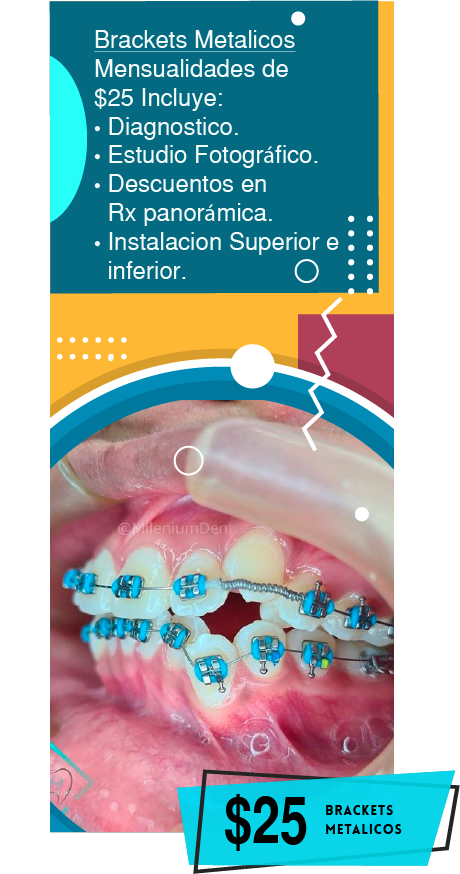 Brackets Metalicos
Mensualidades de
$25 Incluye:
• Diagnostico.
• Estudio Fotográfico.
• Descuentos en
Rx panorámica.
• Instalacion Superior e
inferior.
@MileniumDent
$25
BRACKETS
METALICOS